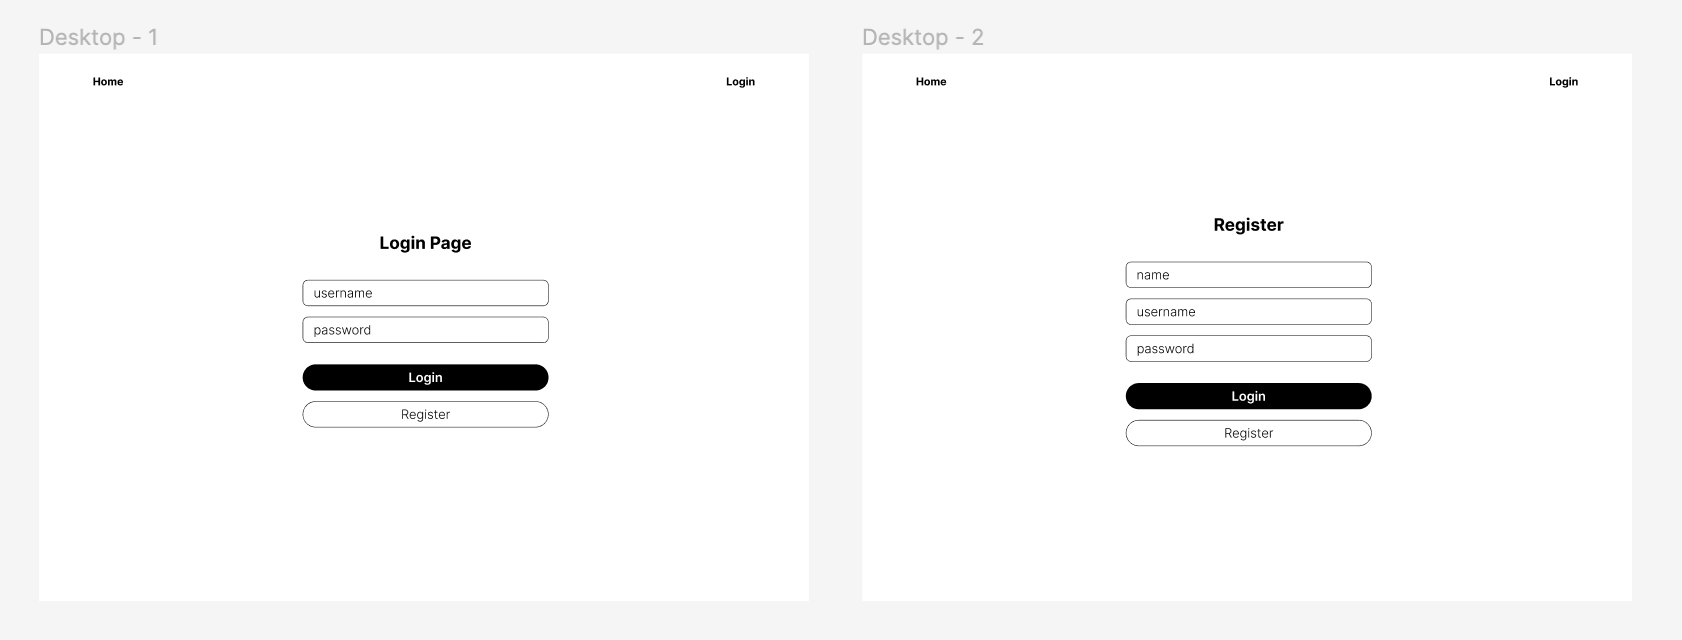 Desktop - 1
Home
Login
Login Page
username
password
Login
Register
Desktop - 2
Home
Login
Register
name
username
password
Login
Register